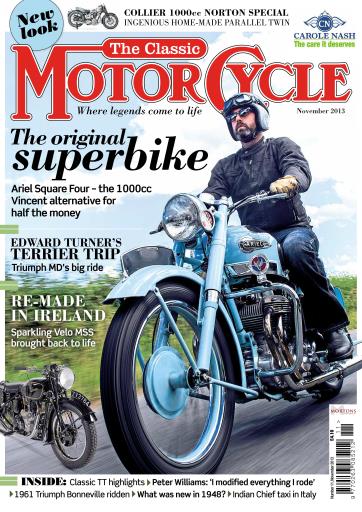 New
look
COLLIER 1000cc NORTON SPECIAL
INGENIOUS HOME-MADE PARALLEL TWIN
CN
CAROLE NASH
The care it deserves
The Classic
MOTORCYCLE
Where legends come to life
November 2013
The original
superbike
Ariel Square Four – the 1000cc
Vincent alternative for
half the money
EDWARD TURNER'S
TERRIER TRIP
Triumph MD's big ride
RE-MADE
IN IRELAND
Sparkling Velo MSS
brought back to life
ARIEL
MORTONS
INSIDE: Classic TT highlights Peter Williams: 'I modified everything I rode'
1961 Triumph Bonneville ridden What was new in 1948? Indian Chief taxi in Italy